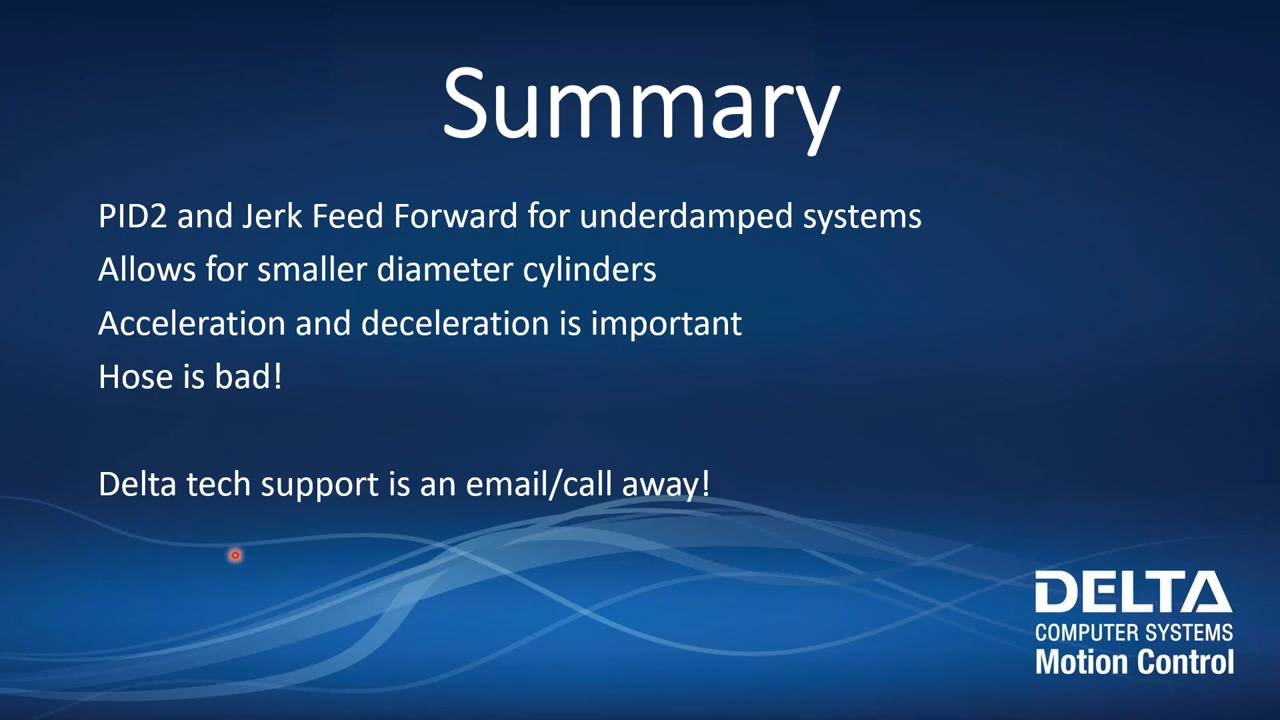 Summary
PID2 and Jerk Feed Forward for underdamped systems
Allows for smaller diameter cylinders
Acceleration and deceleration is important
Hose is bad!
Delta tech support is an email/call away!
DELTA
COMPUTER SYSTEMS
Motion Control